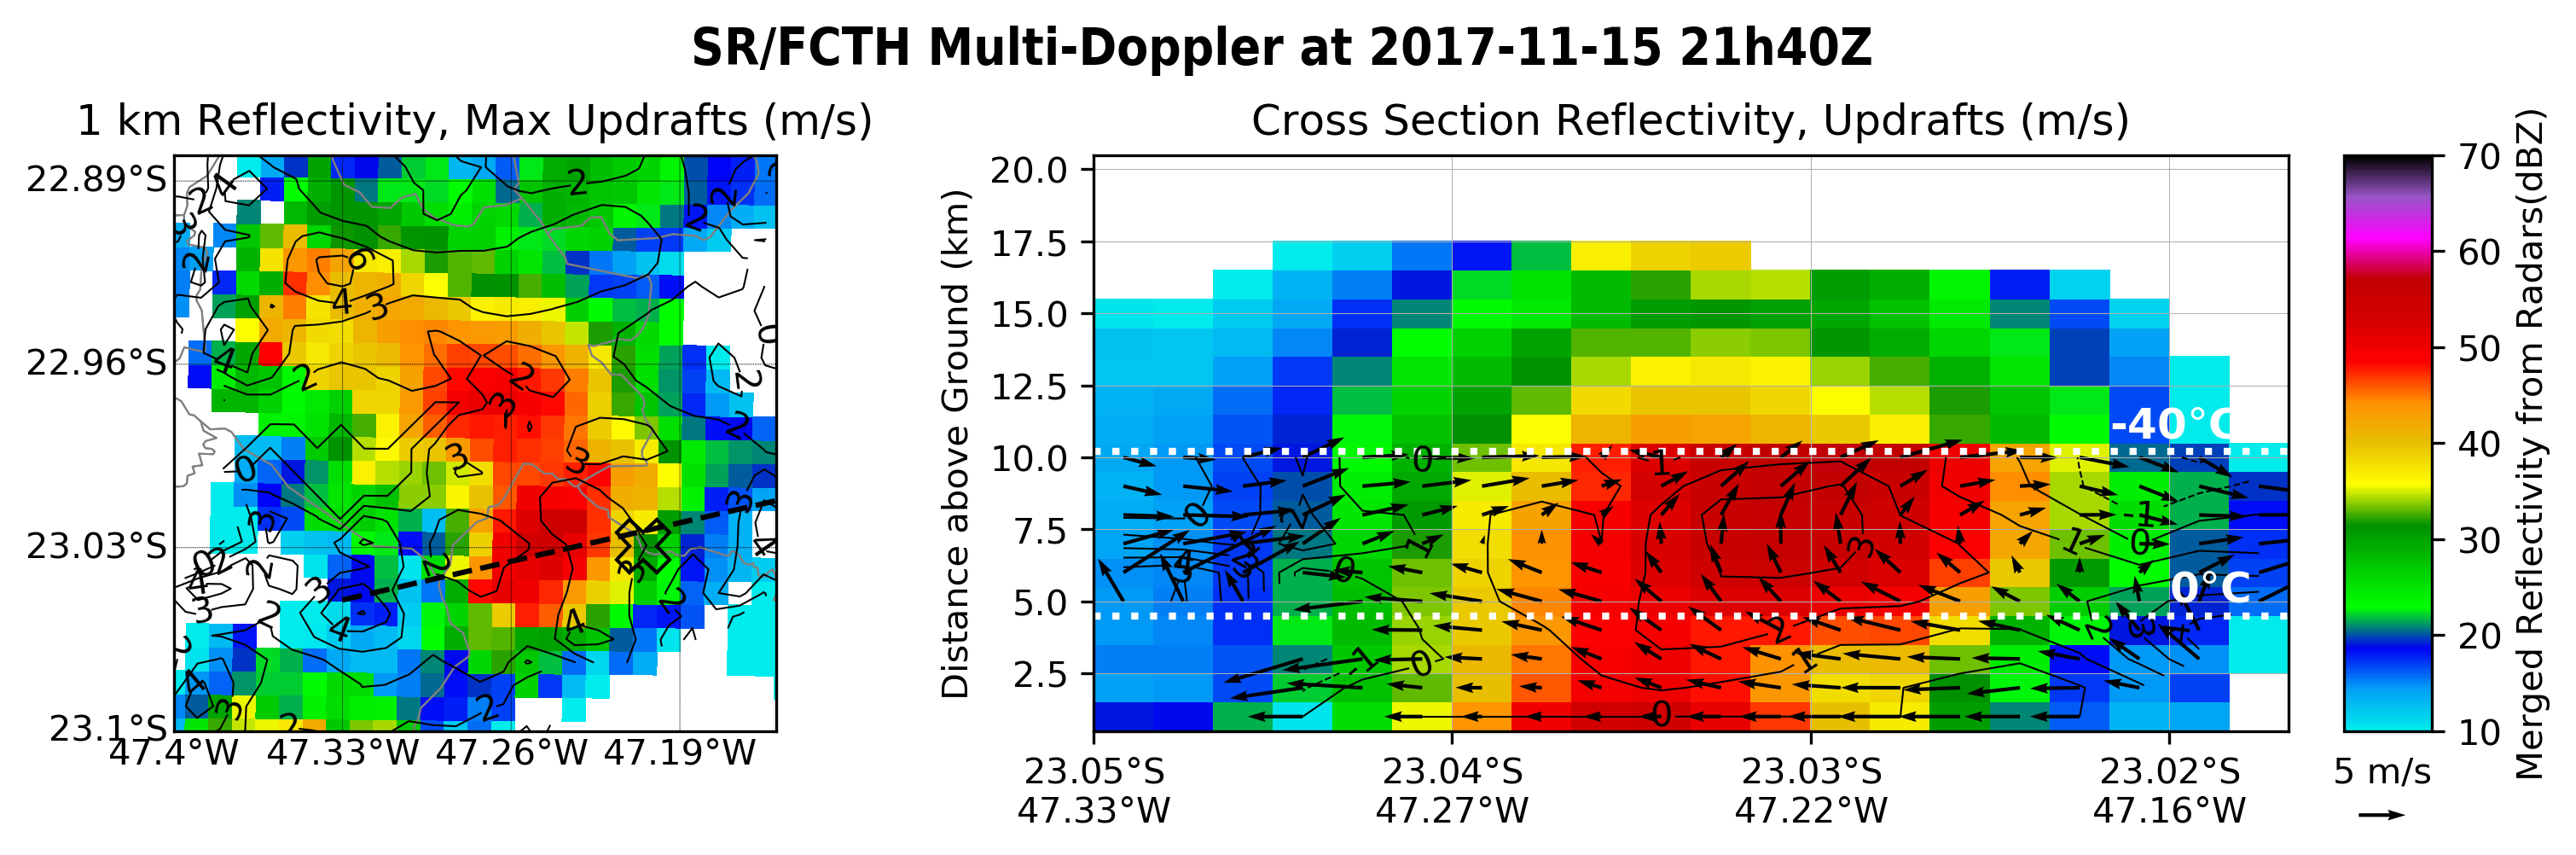 SR/FCTH Multi-Doppler at 2017-11-15 21h40Z
1 km Reflectivity, Max Updrafts (m/s)
22.89°S
22.96°S
23.03°S
23.1°S
47.4°W 47.33°W 47.26°W 47.19°W
Cross Section Reflectivity, Updrafts (m/s)
Distance above Ground (km)
20.0
17.5
15.0
12.5
10.0
7.5
5.0
2.5
-40°C
0°C
23.05°S 23.04°S 23.03°S 23.02°S
47.33°W 47.27°W 47.22°W 47.16°W
70
60
50
40
30
20
10
Merged Reflectivity from Radars(dBZ)
5 m/s